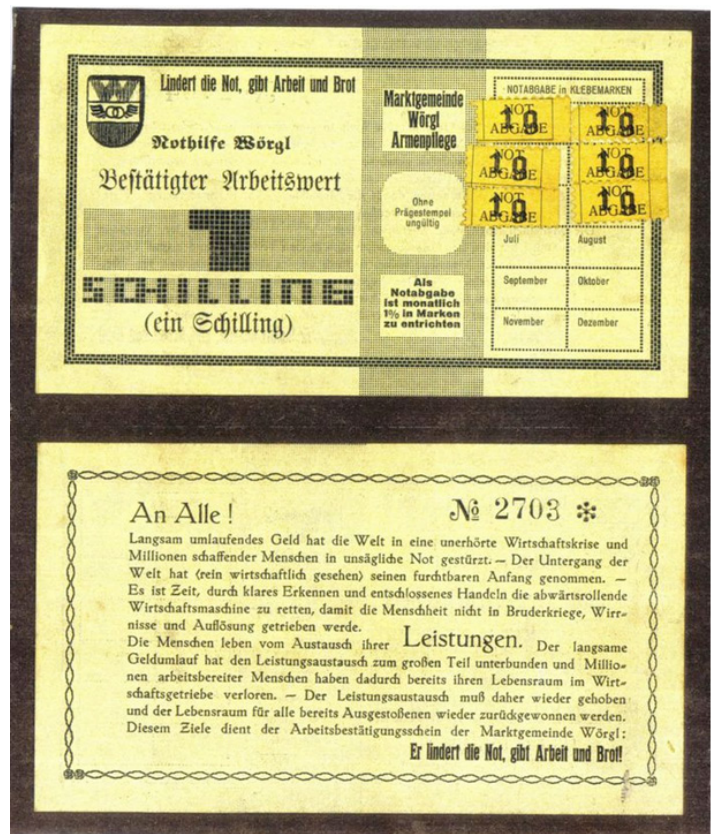 Lindert die Not, gibt Arbeit und Brot
Nothilfe Wörgl
Bestätigter Arbeitswert
1
SCHILLING
(ein Schilling)
Marktgemeinde
Wörgl
Armenpflege
Ohne
Prägestempel
ungültig
Als
Notabgabe
ist monatlich
1% in Marken
zu entrichten
NOTABGABE in KLEBEMARKEN
NOT
ABGABE
NOT
ABGABE
NOT
ABGABE
NOT
ABGABE
NOT
ABGABE
NOT
ABGABE
Juli August
September Oktober
November Dezember
An Alle! № 2703 *
Langsam umlaufendes Geld hat die Welt in eine unerhörte Wirtschaftskrise und
Millionen schaffender Menschen in unsägliche Not gestürzt. — Der Untergang der
Welt hat (rein wirtschaftlich gesehen) seinen furchtbaren Anfang genommen. —
Es ist Zeit, durch klares Erkennen und entschlossenes Handeln die abwärtsrollende
Wirtschaftsmaschine zu retten, damit die Menschheit nicht in Bruderkriege, Wirr-
nisse und Auflösung getrieben werde.
Die Menschen leben vom Austausch ihrer Leistungen. Der langsame
Geldumlauf hat den Leistungsaustausch zum großen Teil unterbunden und Millio-
nen arbeitsbereiter Menschen haben dadurch bereits ihren Lebensraum im Wirt-
schaftsgetriebe verloren. — Der Leistungsaustausch muß daher wieder gehoben
und der Lebensraum für alle bereits Ausgestoßenen wieder zurückgewonnen werden.
Diesem Ziele dient der Arbeitsbestätigungsschein der Marktgemeinde Wörgl:
Er lindert die Not, gibt Arbeit und Brot!